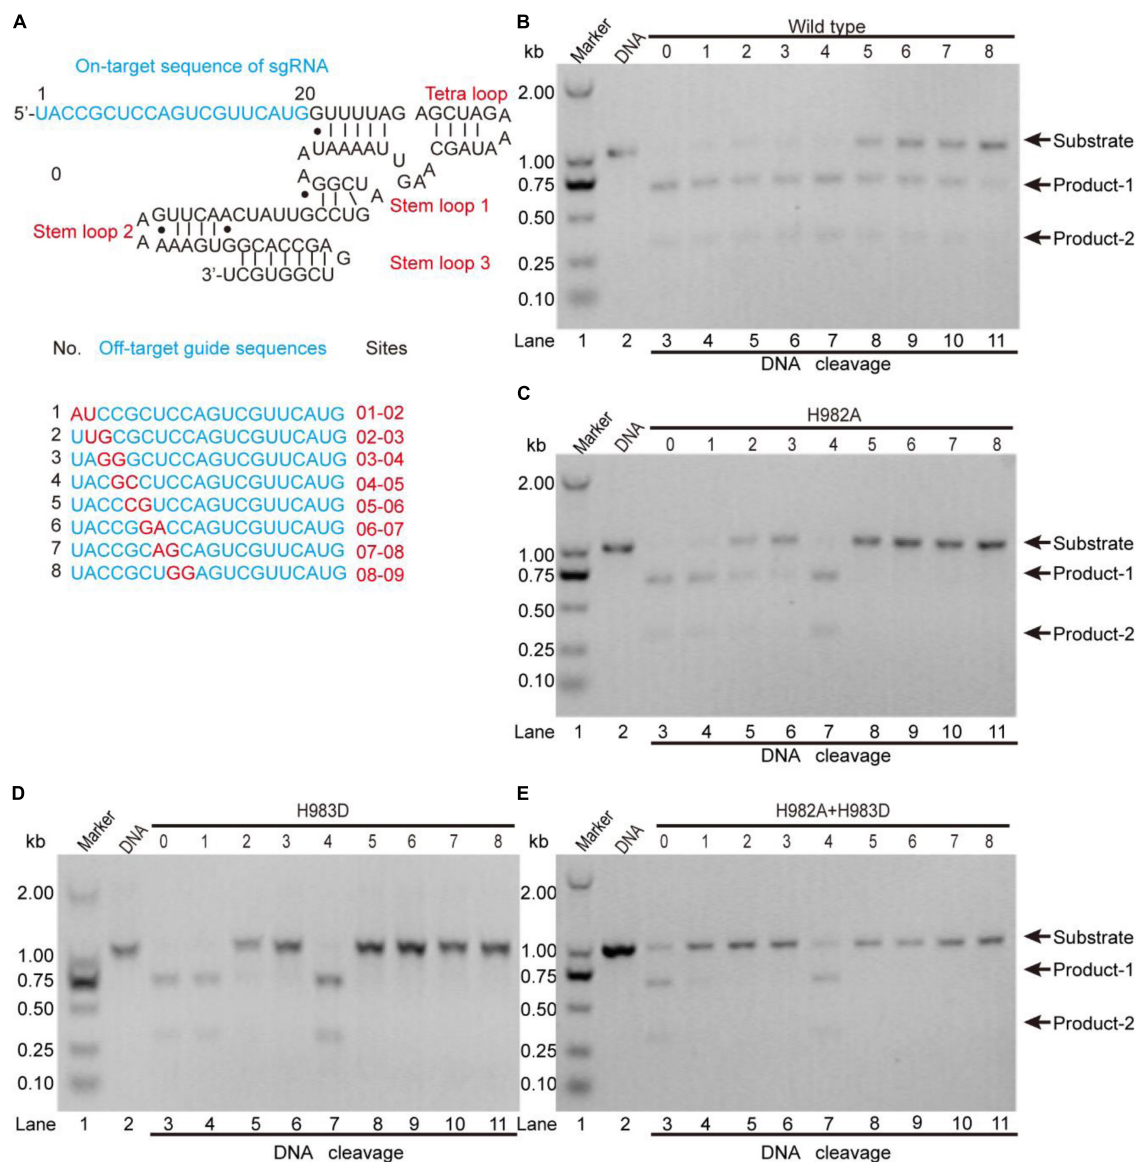 A
On-target sequence of sgRNA
1 20 Tetra loop
5'-UACCGCUCCAGUCGUUCAUGGUUUUAG AGCUAGA
A
A UAAAAU U CGAUAA
0 A GGCU A GAA
Stem loop 1
A GUUCAACUAUUGCCUG
Stem loop 2
A AAAGUGGCACCGA
G
3'-UCGUGGCU
Stem loop 3
No. Off-target guide sequences Sites
1 AUCCGCUCCAGUCGUUCAUG 01-02
2 UUGCGCUCCAGUCGUUCAUG 02-03
3 UAGGGCUCCAGUCGUUCAUG 03-04
4 UACGCCUCCAGUCGUUCAUG 04-05
5 UACCCGUCCAGUCGUUCAUG 05-06
6 UACCGGACCAGUCGUUCAUG 06-07
7 UACCGCAGCAGUCGUUCAUG 07-08
8 UACCGCUGGAGUCGUUCAUG 08-09
B
Wild type
kb Marker DNA 0 1 2 3 4 5 6 7 8
2.00
Substrate
1.00
0.75 Product-1
0.50
Product-2
0.25
0.10
Lane 1 2 3 4 5 6 7 8 9 10 11
DNA cleavage
C
H982A
kb Marker DNA 0 1 2 3 4 5 6 7 8
2.00
Substrate
1.00
0.75 Product-1
0.50
Product-2
0.25
0.10
Lane 1 2 3 4 5 6 7 8 9 10 11
DNA cleavage
D
H983D
kb Marker DNA 0 1 2 3 4 5 6 7 8
2.00
1.00
0.75
0.50
0.25
0.10
Lane 1 2 3 4 5 6 7 8 9 10 11
DNA cleavage
E
H982A+H983D
kb Marker DNA 0 1 2 3 4 5 6 7 8
2.00
Substrate
1.00
Product-1
0.75
0.50
Product-2
0.25
0.10
Lane 1 2 3 4 5 6 7 8 9 10 11
DNA cleavage